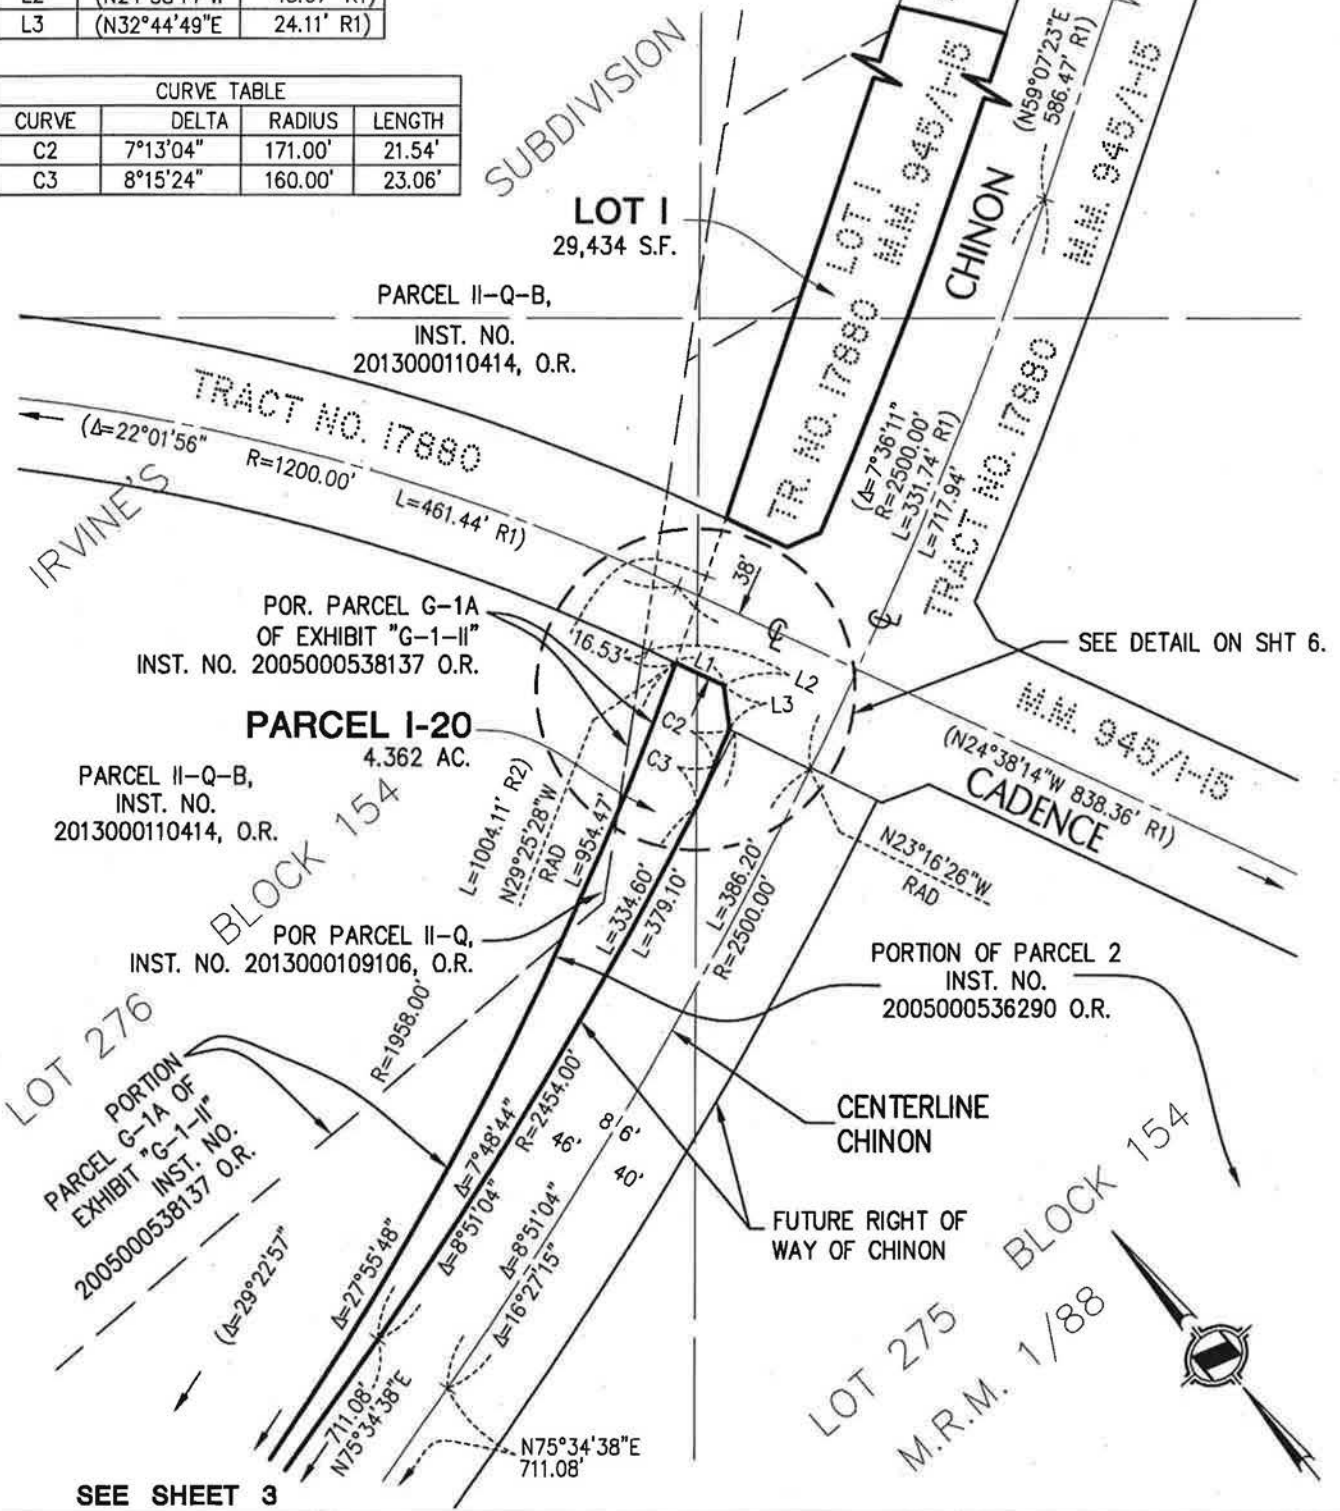 L3 (N32°44'49"E 24.11' R1)
CURVE TABLE
CURVE DELTA RADIUS LENGTH
C2 7°13'04" 171.00' 21.54'
C3 8°15'24" 160.00' 23.06'
SUBDIVISION
LOT 1
29,434 S.F.
(N59°07'23"E
586.47' R1)
LOT 1
M.M. 945/1-15
TR. NO. 17880
CHINON
M.M. 945/1-15
TRACT NO. 17880
PARCEL II-Q-B,
INST. NO.
2013000110414, O.R.
TRACT NO. 17880
(Δ=22°01'56"
R=1200.00'
L=461.44' R1)
IRVINE'S
(Δ=7°36'11"
R=2500.00'
L=331.74' R1)
L=717.94'
38'
POR. PARCEL G-1A
OF EXHIBIT "G-1-II"
INST. NO. 2005000538137 O.R.
16.53'
L1
L2
L3
C2
C3
SEE DETAIL ON SHT 6.
M.M. 945/1-15
(N24°38'14"W 838.36' R1)
CADENCE
PARCEL I-20
4.362 AC.
PARCEL II-Q-B,
INST. NO.
2013000110414, O.R.
BLOCK 154
L=1004.11' R2)
N29°25'28"W
RAD
L=954.47'
L=334.60'
L=379.10'
L=386.20'
R=2500.00'
N23°16'26"W
RAD
POR PARCEL II-Q,
INST. NO. 2013000109106, O.R.
PORTION OF PARCEL 2
INST. NO.
2005000536290 O.R.
LOT 276
R=1958.00'
PORTION
PARCEL G-1A OF
EXHIBIT "G-1-II"
INST. NO.
2005000538137 O.R.
(Δ=29°22'57"
Δ=27°55'48"
Δ=7°48'44"
R=2454.00'
Δ=8°51'04"
46'
86'
40'
Δ=8°51'04"
Δ=16°27'15"
CENTERLINE
CHINON
FUTURE RIGHT OF
WAY OF CHINON
BLOCK 154
LOT 275
M.R.M. 1/88
711.08'
N75°34'38"E
N75°34'38"E
711.08'
SEE SHEET 3